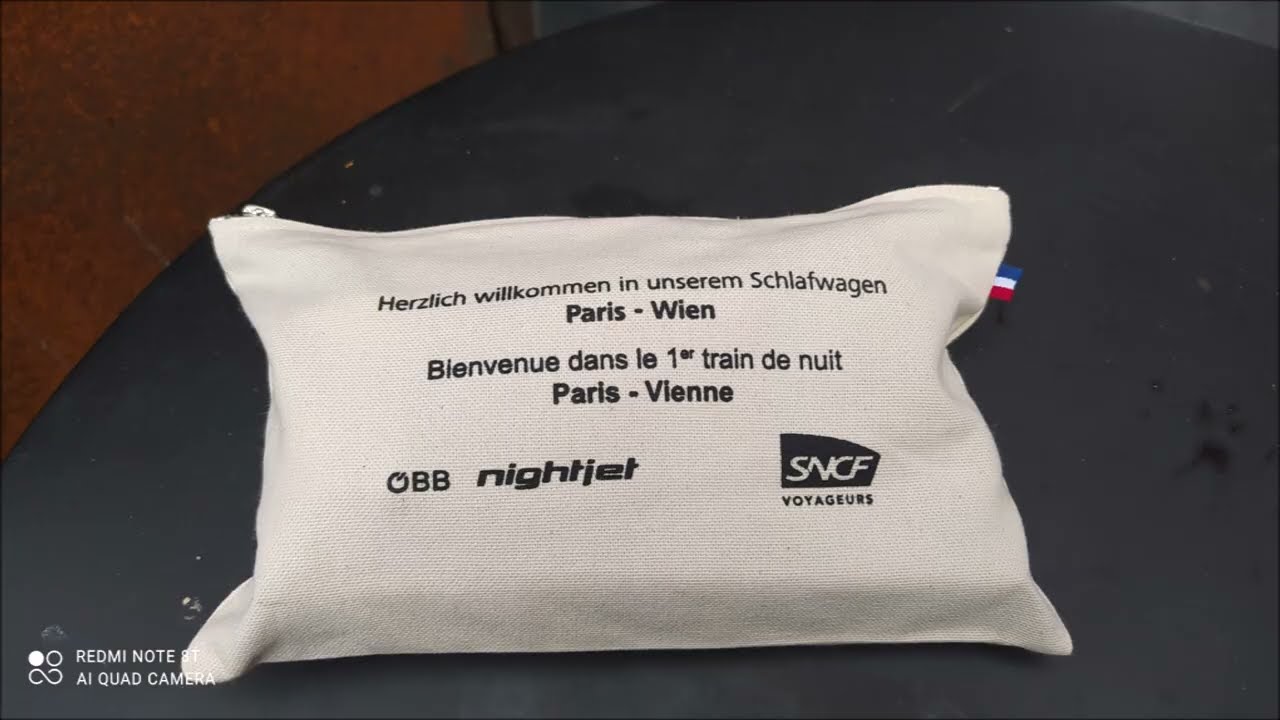 Herzlich willkommen in unserem Schlafwagen
Paris - Wien
Bienvenue dans le 1er train de nuit
Paris - Vienne
ÖBB nightjet
SNCF
VOYAGEURS
REDMI NOTE 8T
AI QUAD CAMERA